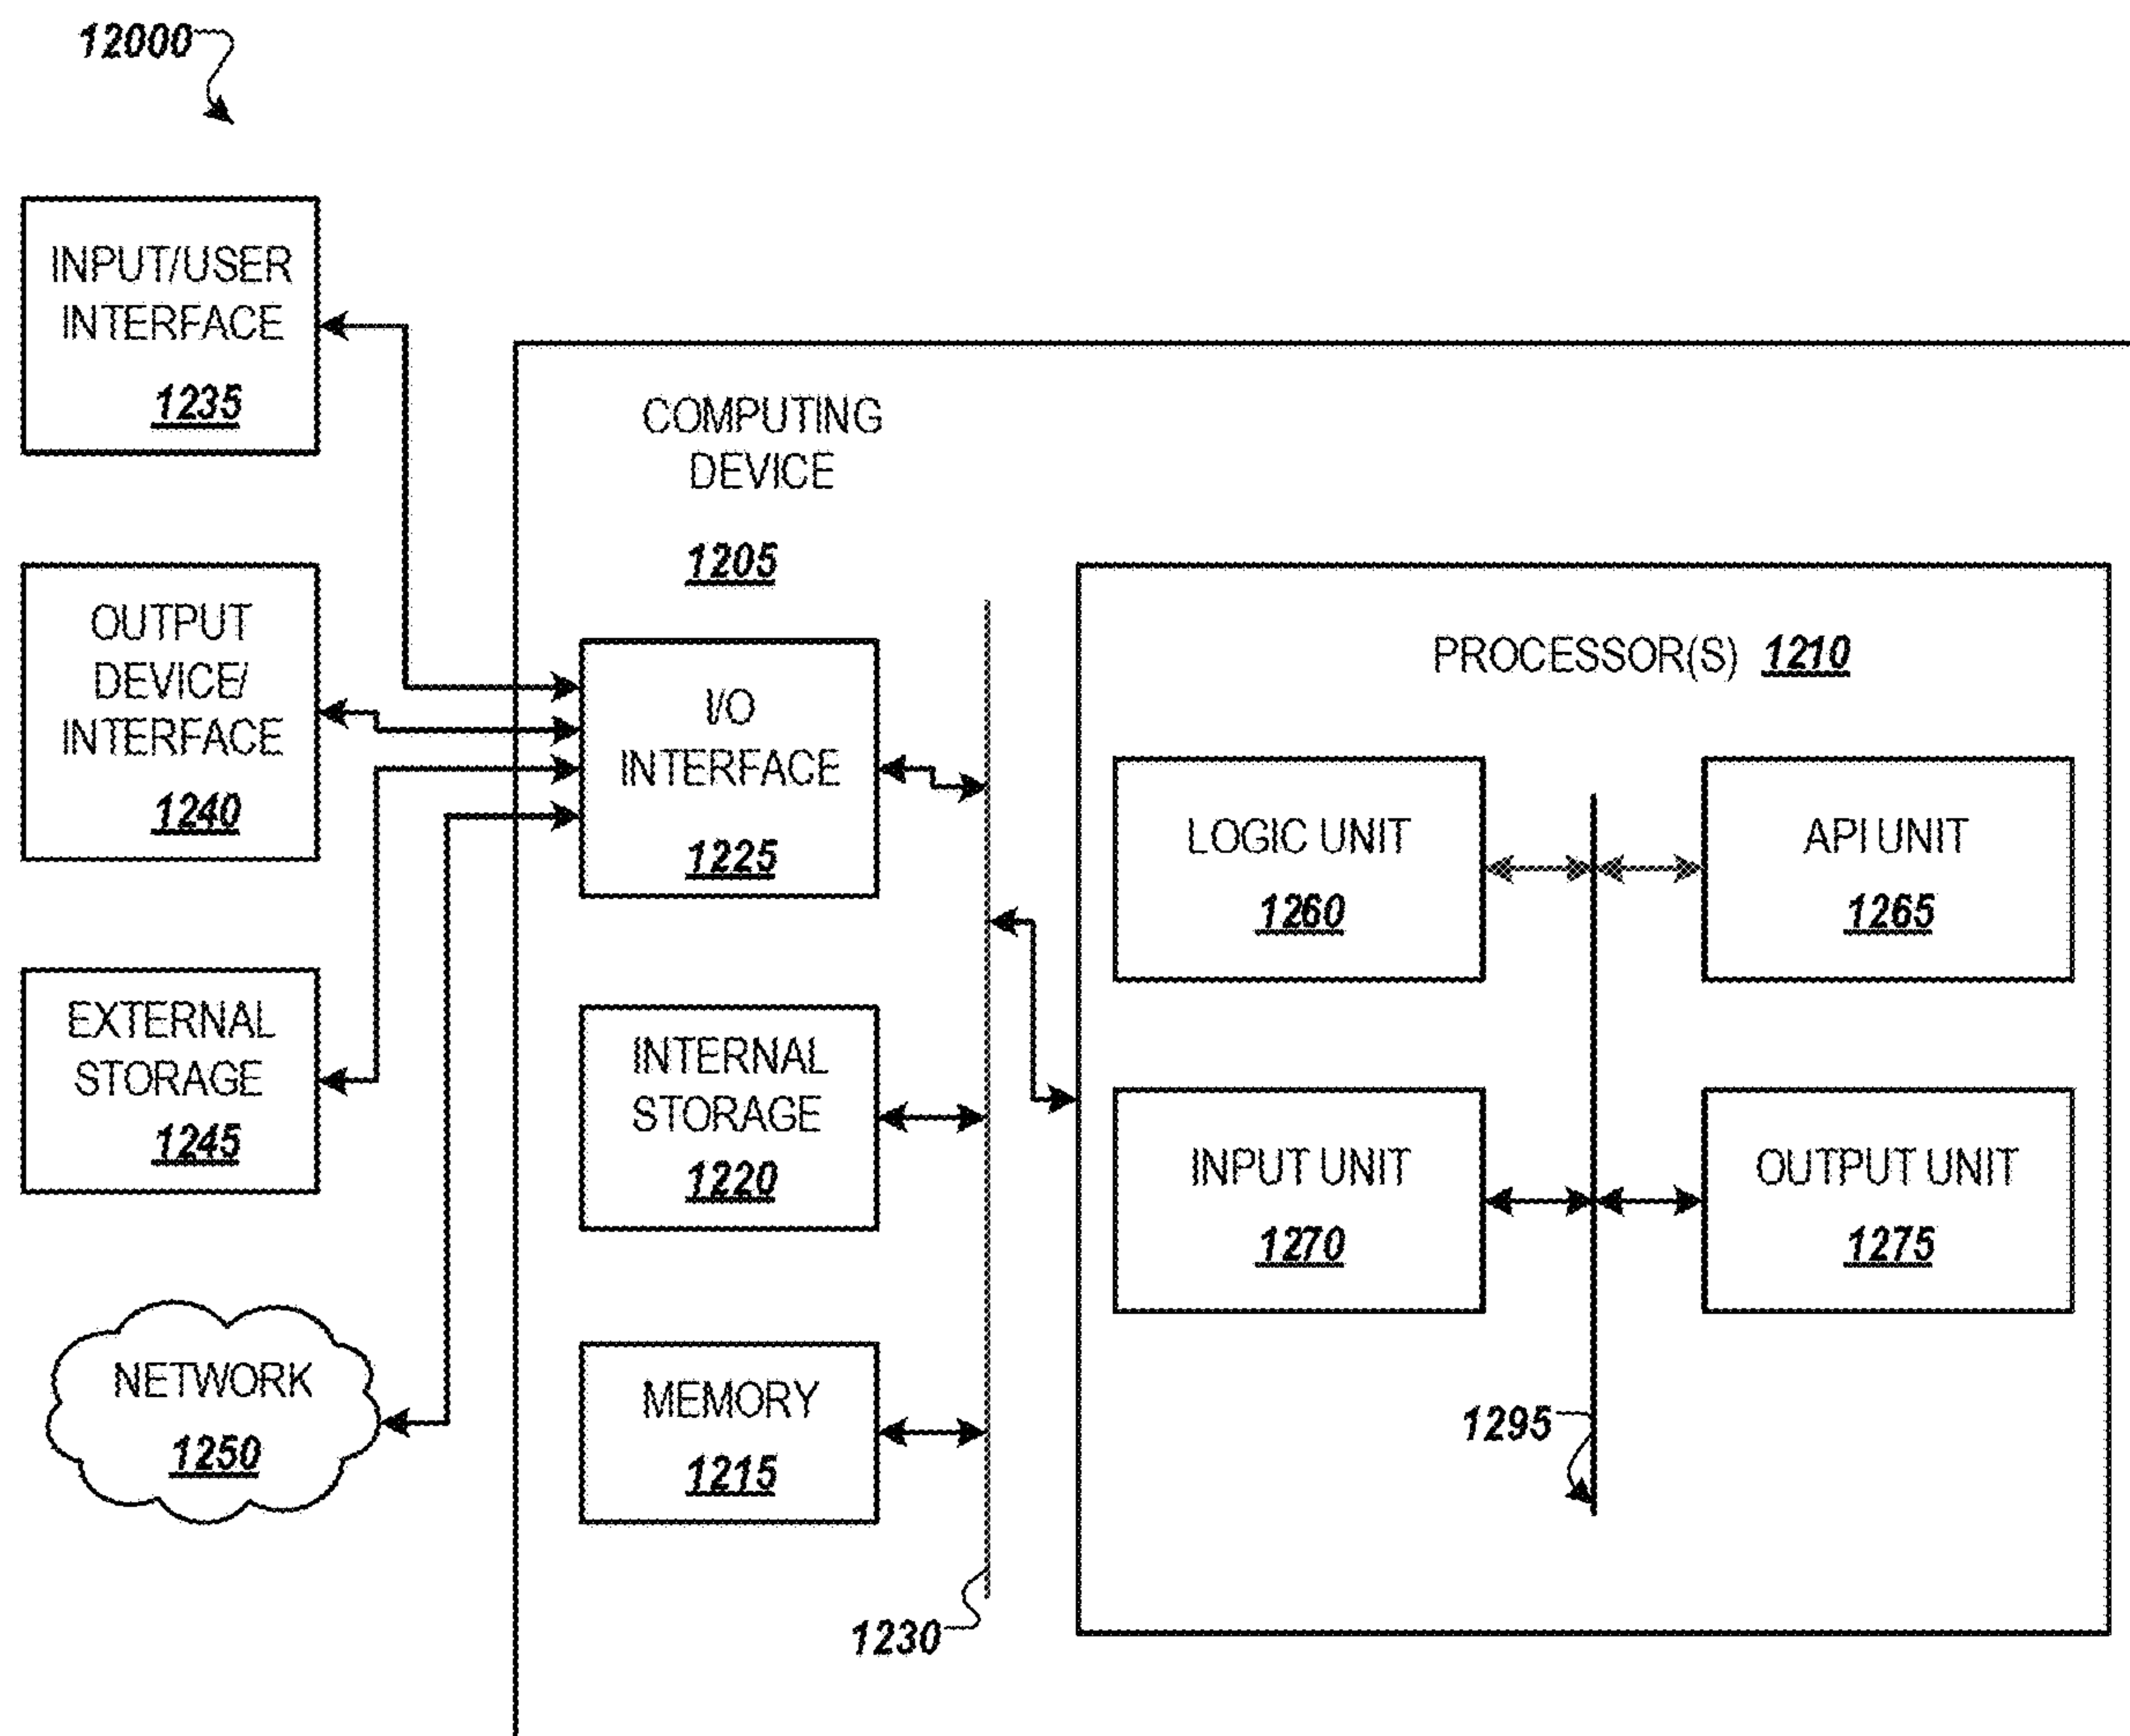 12000
INPUT/USER
INTERFACE
1235
OUTPUT
DEVICE/
INTERFACE
1240
EXTERNAL
STORAGE
1245
NETWORK
1250
COMPUTING
DEVICE
1205
I/O
INTERFACE
1225
INTERNAL
STORAGE
1220
MEMORY
1215
1230
PROCESSOR(S) 1210
LOGIC UNIT
1260
API UNIT
1265
INPUT UNIT
1270
OUTPUT UNIT
1275
1295